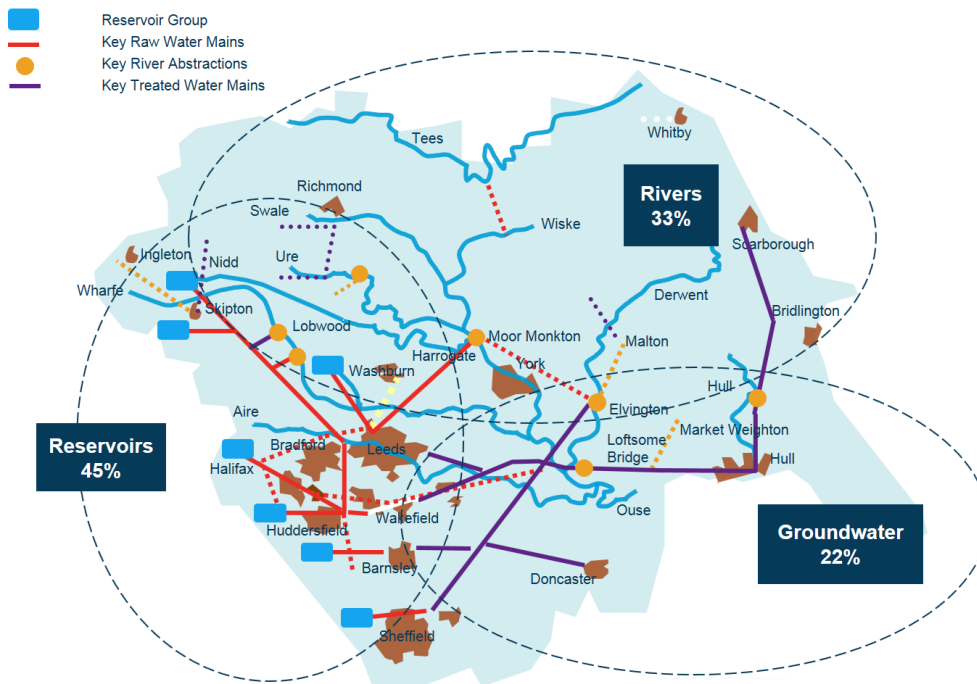 Reservoir Group
Key Raw Water Mains
Key River Abstractions
Key Treated Water Mains
Tees
Whitby
Richmond
Rivers
33%
Swale
Wiske
Scarborough
Ingleton
Nidd
Ure
Wharfe
Derwent
Skipton
Bridlington
Lobwood
Moor Monkton
Malton
Harrogate
Washburn
York
Hull
Aire
Elvington
Market Weighton
Reservoirs
45%
Bradford
Leeds
Loftsome
Bridge
Hull
Halifax
Ouse
Wakefield
Huddersfield
Groundwater
22%
Barnsley
Doncaster
Sheffield